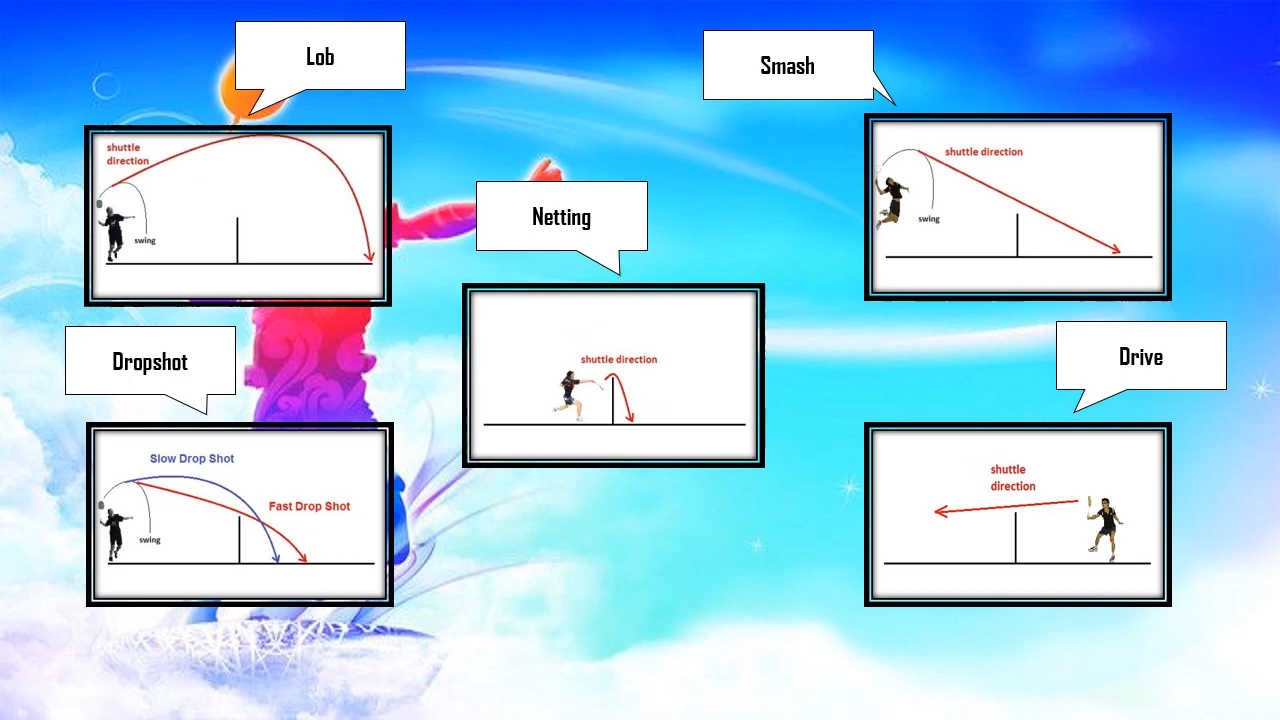 Lob
shuttle
direction
swing
Smash
shuttle direction
swing
Netting
shuttle direction
Dropshot
Slow Drop Shot
Fast Drop Shot
swing
Drive
shuttle
direction